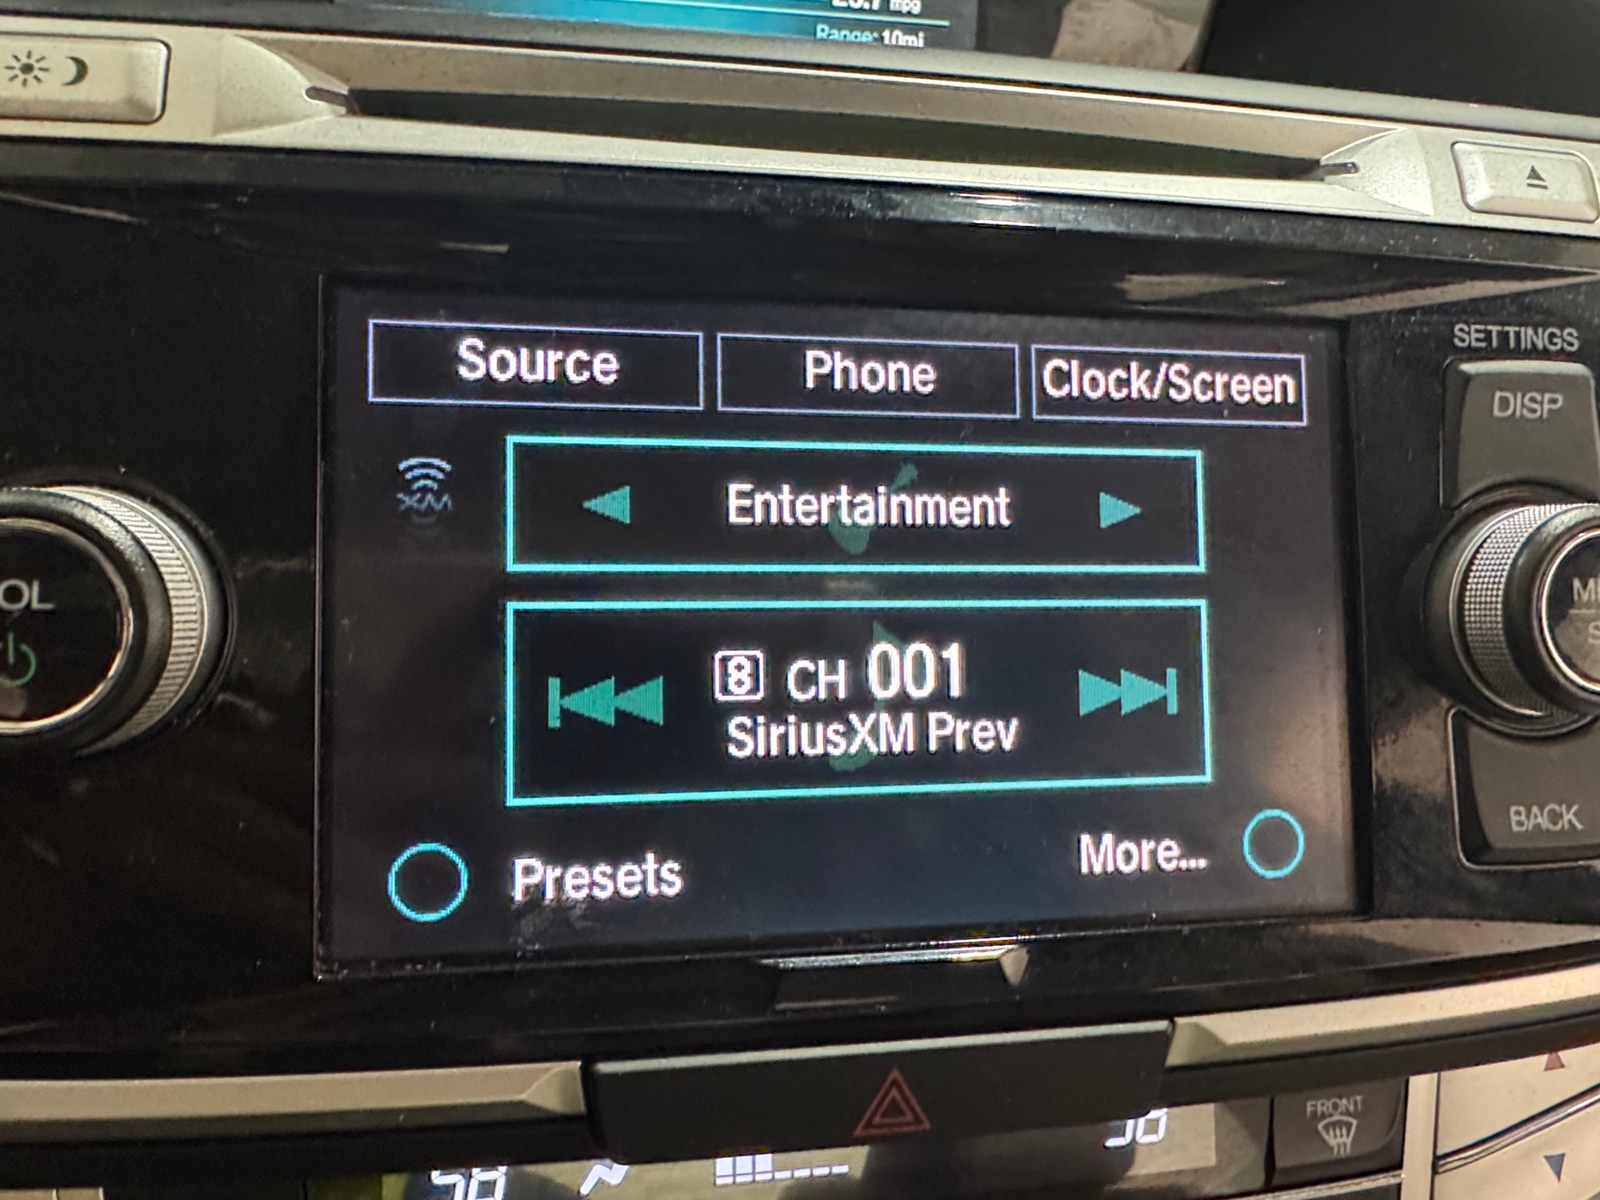 mpg
Range: 10mi
Source
Phone
Clock/Screen
SETTINGS
DISP
XM
Entertainment
8 CH 001
SiriusXM Prev
Presets
More...
BACK
FRONT